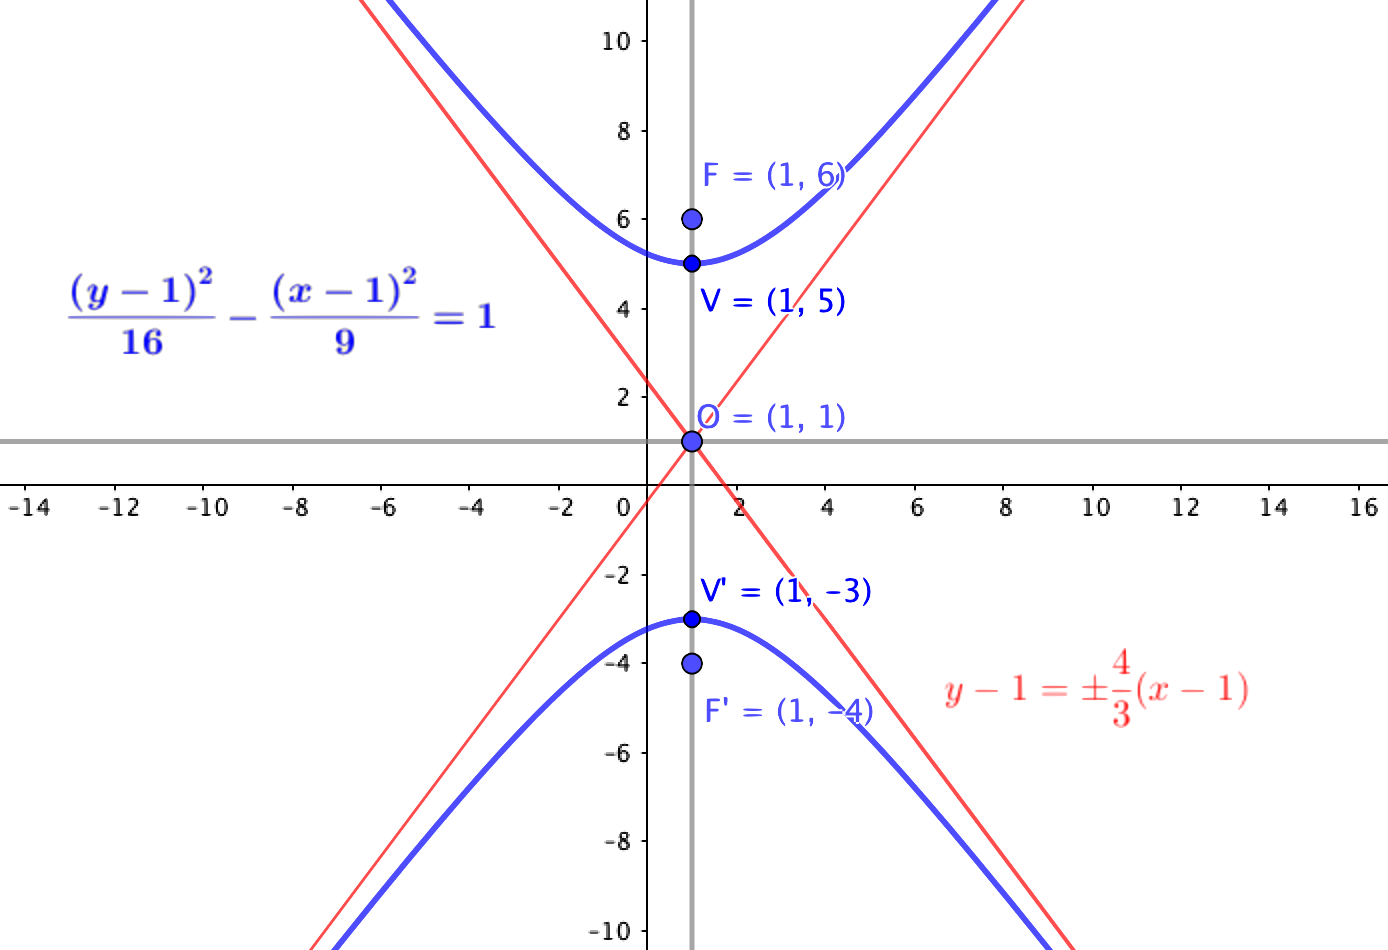 10
8
F = (1, 6)
6
(y − 1)² / 16 − (x − 1)² / 9 = 1
V = (1, 5)
4
2
O = (1, 1)
-14 -12 -10 -8 -6 -4 -2 0 2 4 6 8 10 12 14 16
-2
V' = (1, -3)
-4
y − 1 = ±4/3(x − 1)
F' = (1, -4)
-6
-8
-10